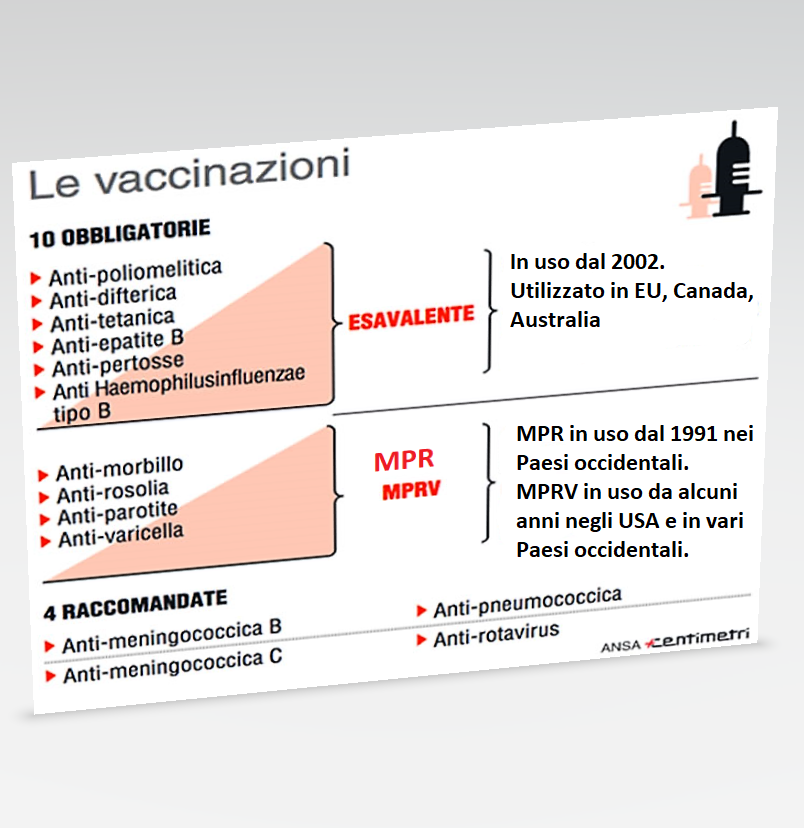 Le vaccinazioni
10 OBBLIGATORIE
Anti-poliomelitica
Anti-difterica
Anti-tetanica
Anti-epatite B
Anti-pertosse
Anti Haemophilusinfluenzae
tipo B
ESAVALENTE
In uso dal 2002.
Utilizzato in EU, Canada,
Australia
Anti-morbillo
Anti-rosolia
Anti-parotite
Anti-varicella
MPR
MPRV
MPR in uso dal 1991 nei
Paesi occidentali.
MPRV in uso da alcuni
anni negli USA e in vari
Paesi occidentali.
4 RACCOMANDATE
Anti-meningococcica B
Anti-meningococcica C
Anti-pneumococcica
Anti-rotavirus
ANSA centimetri